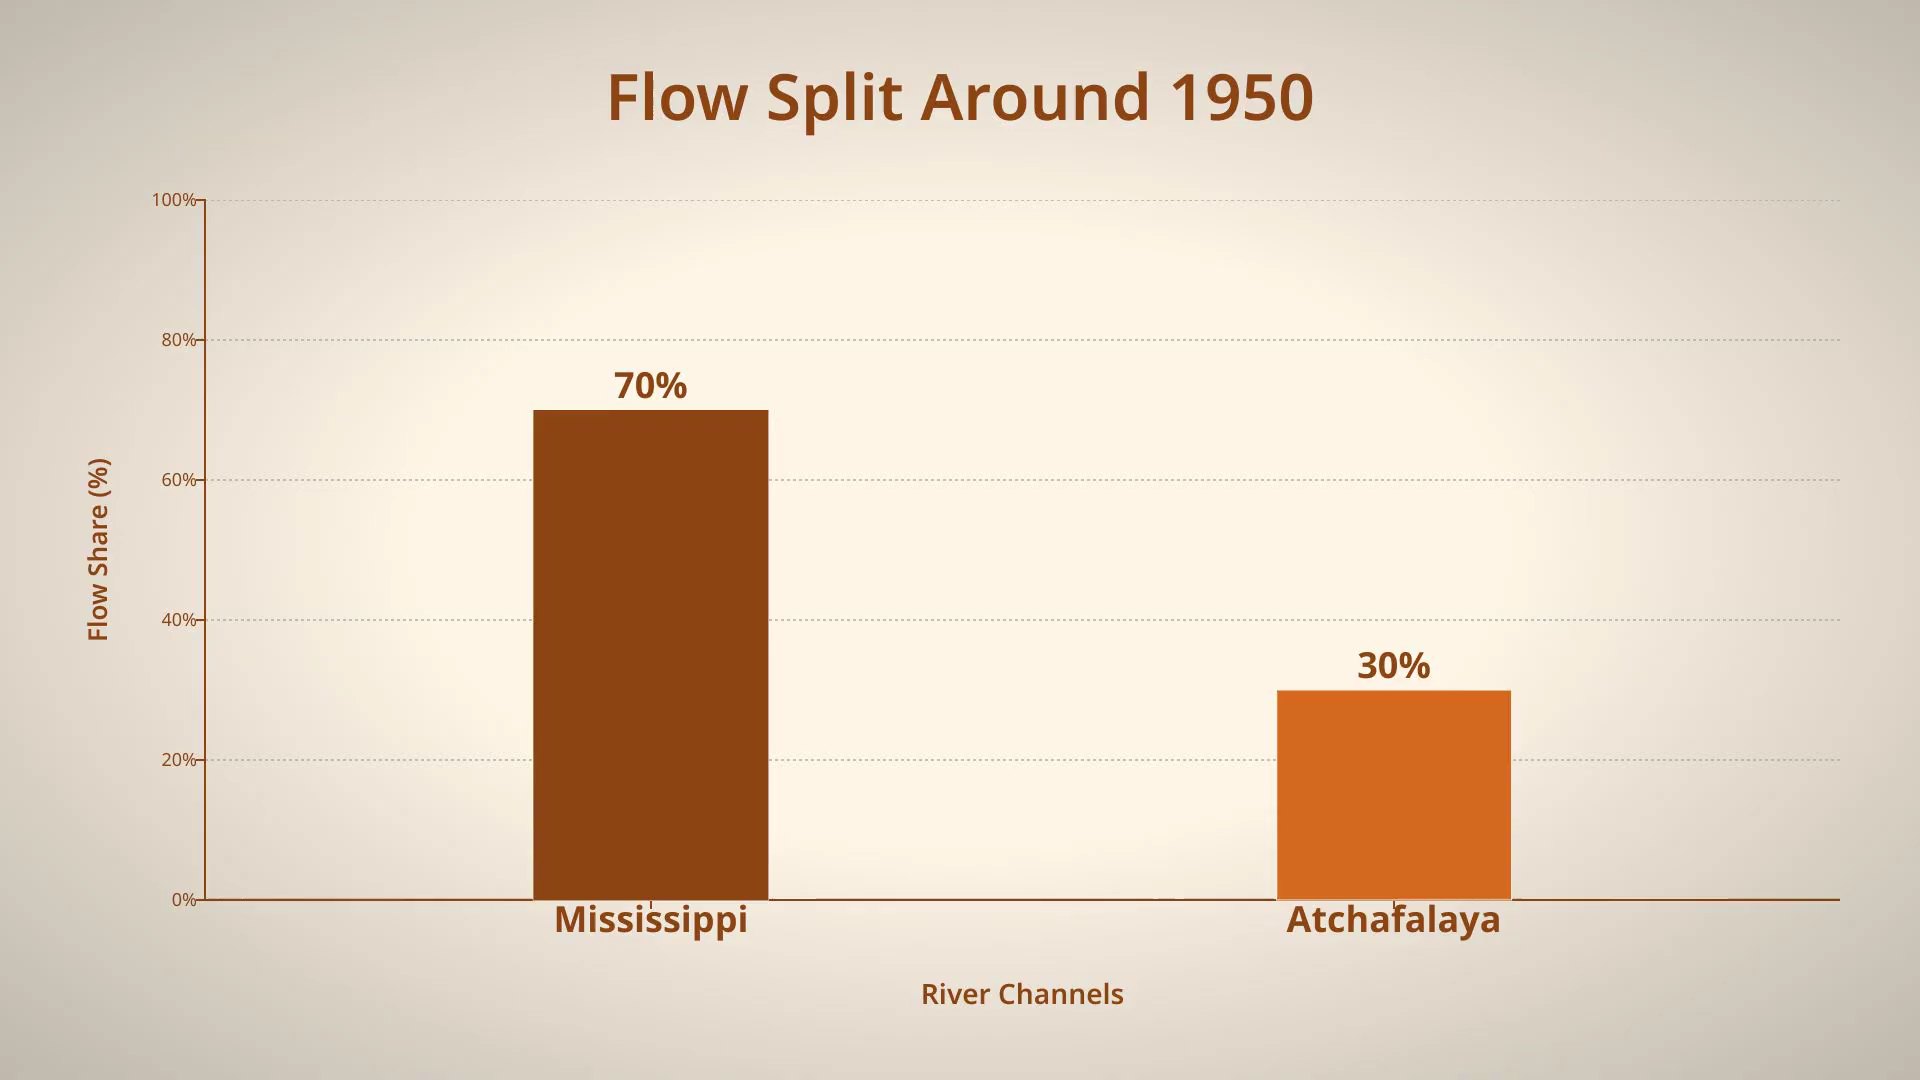 Flow Split Around 1950
100%
80%
60%
40%
20%
0%
Flow Share (%)
70%
30%
Mississippi
Atchafalaya
River Channels